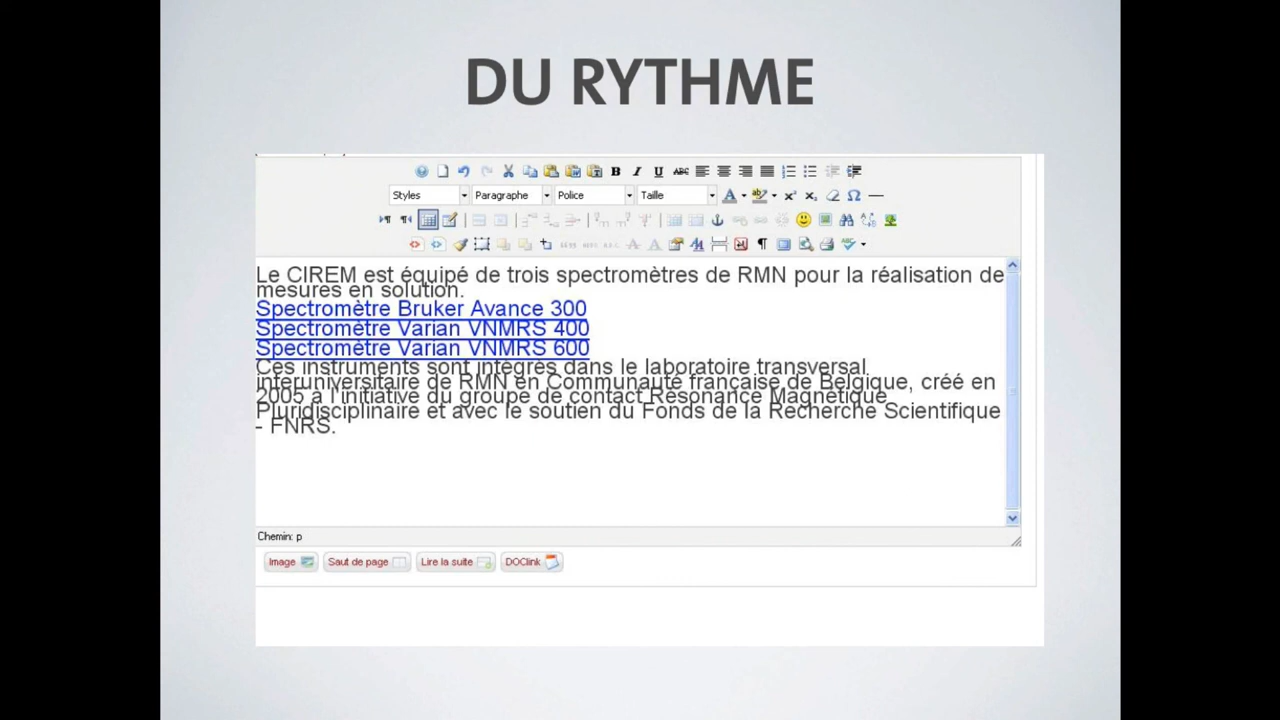 DU RYTHME
B I U ABC
Styles Paragraphe Police Taille
Le CIREM est équipé de trois spectromètres de RMN pour la réalisation de
mesures en solution.
Spectromètre Bruker Avance 300
Spectromètre Varian VNMRS 400
Spectromètre Varian VNMRS 600
Ces instruments sont intégrés dans le laboratoire transversal
interuniversitaire de RMN en Communauté française de Belgique, créé en
2005 à l'initiative du groupe de contact Résonance Magnétique
Pluridisciplinaire et avec le soutien du Fonds de la Recherche Scientifique
- FNRS.
Chemin: p
Image Saut de page Lire la suite DOClink